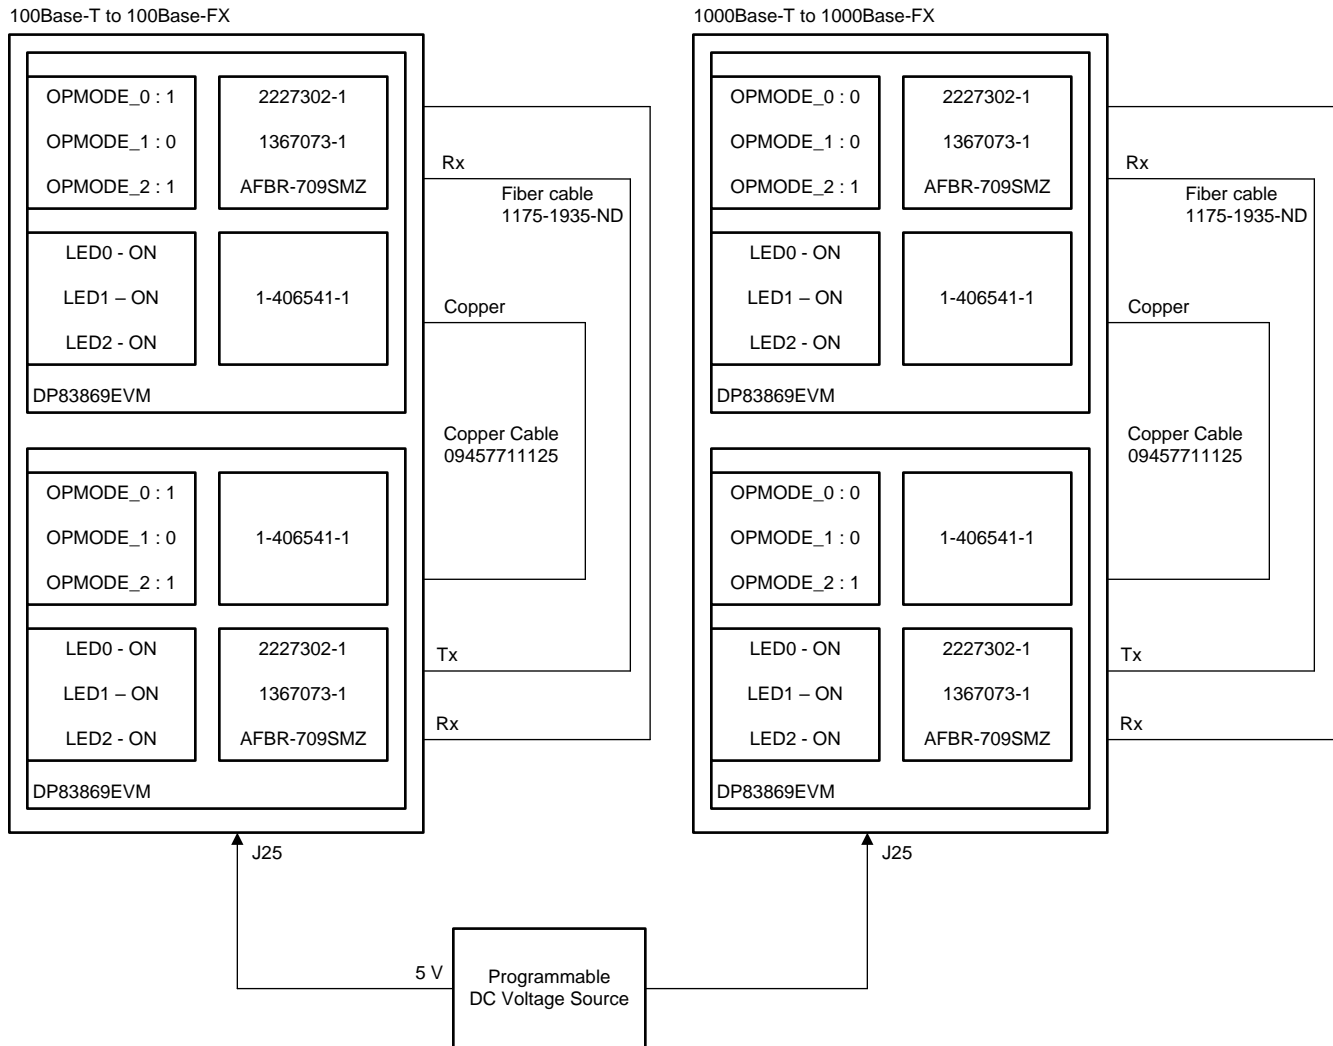 100Base-T to 100Base-FX
OPMODE_0 : 1
OPMODE_1 : 0
OPMODE_2 : 1
2227302-1
1367073-1
AFBR-709SMZ
LED0 - ON
LED1 – ON
LED2 - ON
1-406541-1
DP83869EVM
OPMODE_0 : 1
OPMODE_1 : 0
OPMODE_2 : 1
1-406541-1
LED0 - ON
LED1 – ON
LED2 - ON
2227302-1
1367073-1
AFBR-709SMZ
DP83869EVM
Rx
Fiber cable
1175-1935-ND
Copper
Copper Cable
09457711125
Tx
Rx
J25
1000Base-T to 1000Base-FX
OPMODE_0 : 0
OPMODE_1 : 0
OPMODE_2 : 1
2227302-1
1367073-1
AFBR-709SMZ
LED0 - ON
LED1 – ON
LED2 - ON
1-406541-1
DP83869EVM
OPMODE_0 : 0
OPMODE_1 : 0
OPMODE_2 : 1
1-406541-1
LED0 - ON
LED1 – ON
LED2 - ON
2227302-1
1367073-1
AFBR-709SMZ
DP83869EVM
Rx
Fiber cable
1175-1935-ND
Copper
Copper Cable
09457711125
Tx
Rx
J25
5 V
Programmable
DC Voltage Source